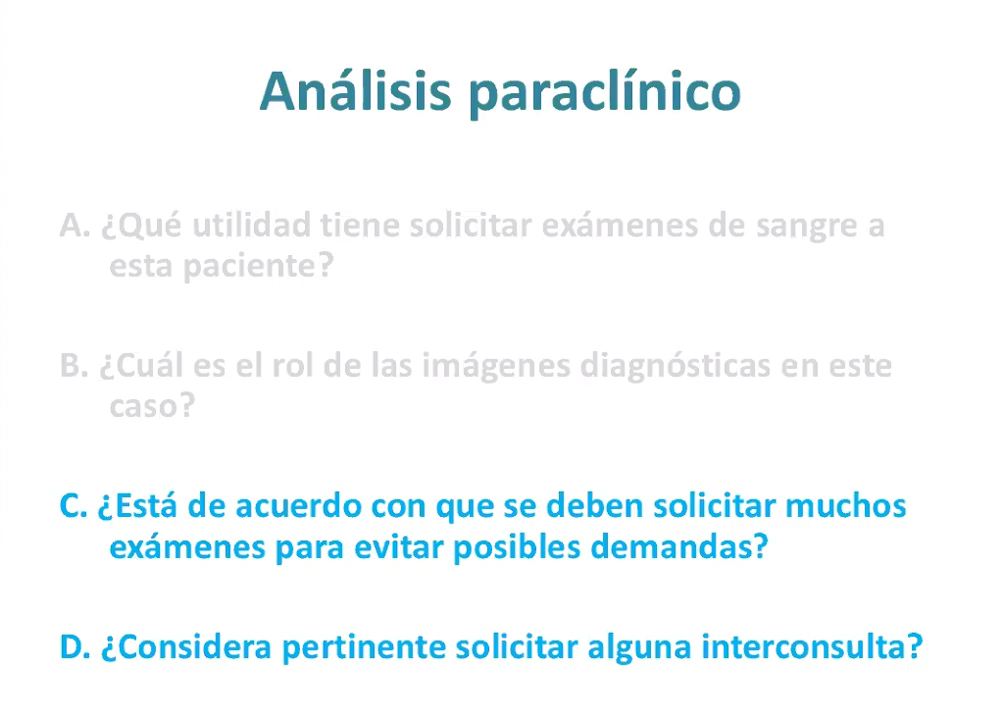 Análisis paraclínico
A. ¿Qué utilidad tiene solicitar exámenes de sangre a
esta paciente?
B. ¿Cuál es el rol de las imágenes diagnósticas en este
caso?
C. ¿Está de acuerdo con que se deben solicitar muchos
exámenes para evitar posibles demandas?
D. ¿Considera pertinente solicitar alguna interconsulta?